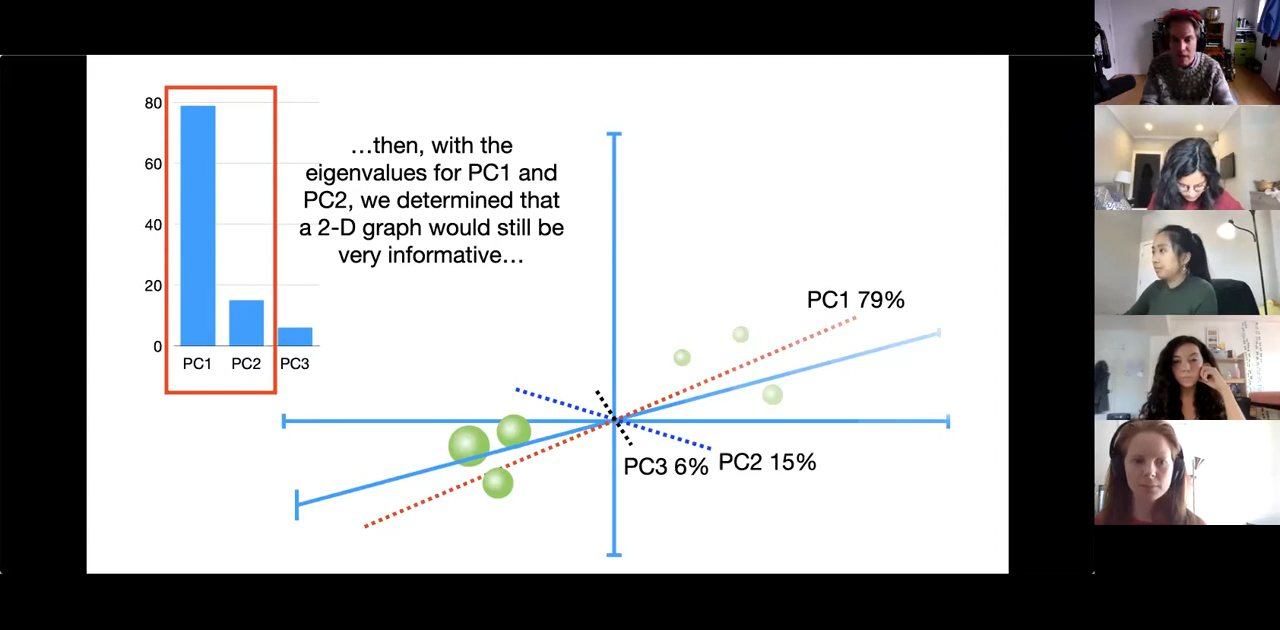 80
60
40
20
0
PC1
PC2
PC3
…then, with the
eigenvalues for PC1 and
PC2, we determined that
a 2-D graph would still be
very informative…
PC1 79%
PC3 6%
PC2 15%